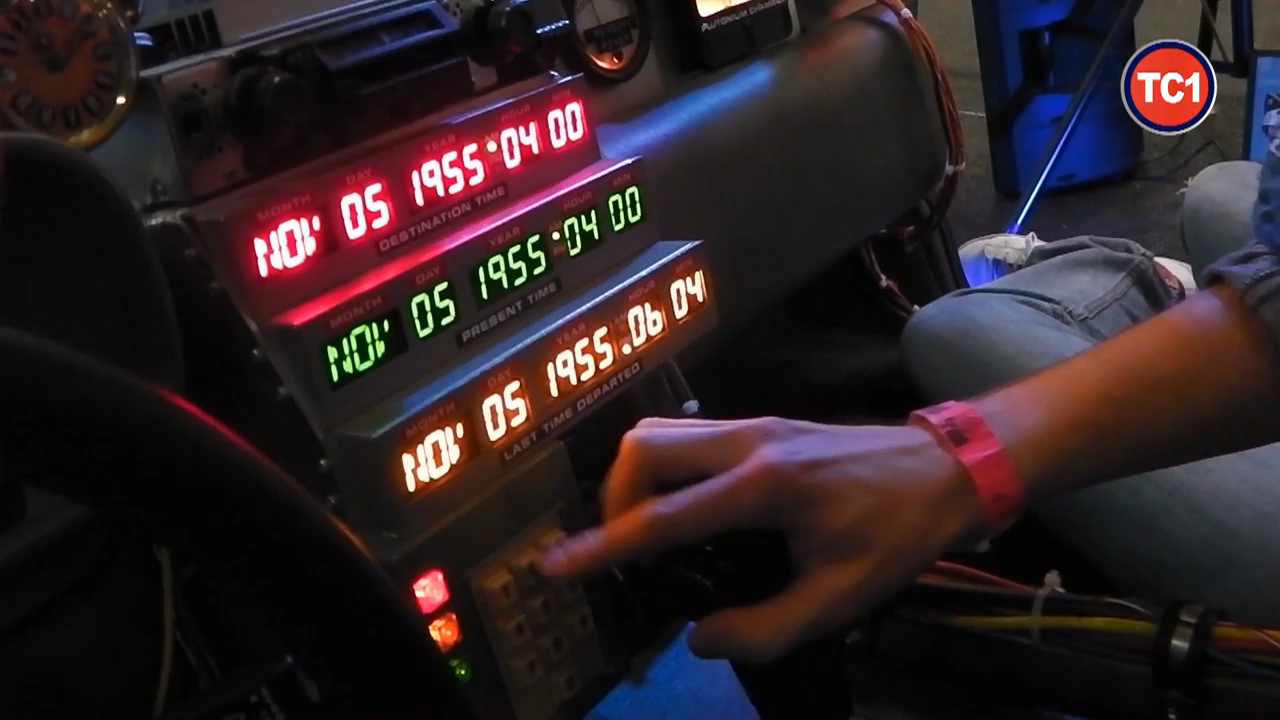 PLUTONIUM CHAMBER
TC1
MONTH DAY YEAR HOUR MIN
NOV 05 1955 04 00
DESTINATION TIME
MONTH DAY YEAR HOUR MIN
NOV 05 1955 04 00
PRESENT TIME
MONTH DAY YEAR HOUR MIN
NOV 05 1955 06 04
LAST TIME DEPARTED